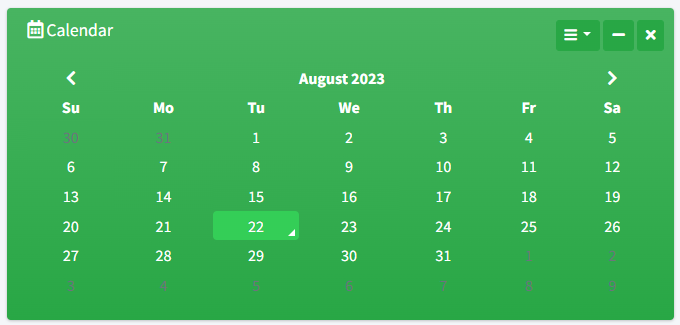 Calendar
August 2023
Su Mo Tu We Th Fr Sa
30 31 1 2 3 4 5
6 7 8 9 10 11 12
13 14 15 16 17 18 19
20 21 22 23 24 25 26
27 28 29 30 31 1 2
3 4 5 6 7 8 9